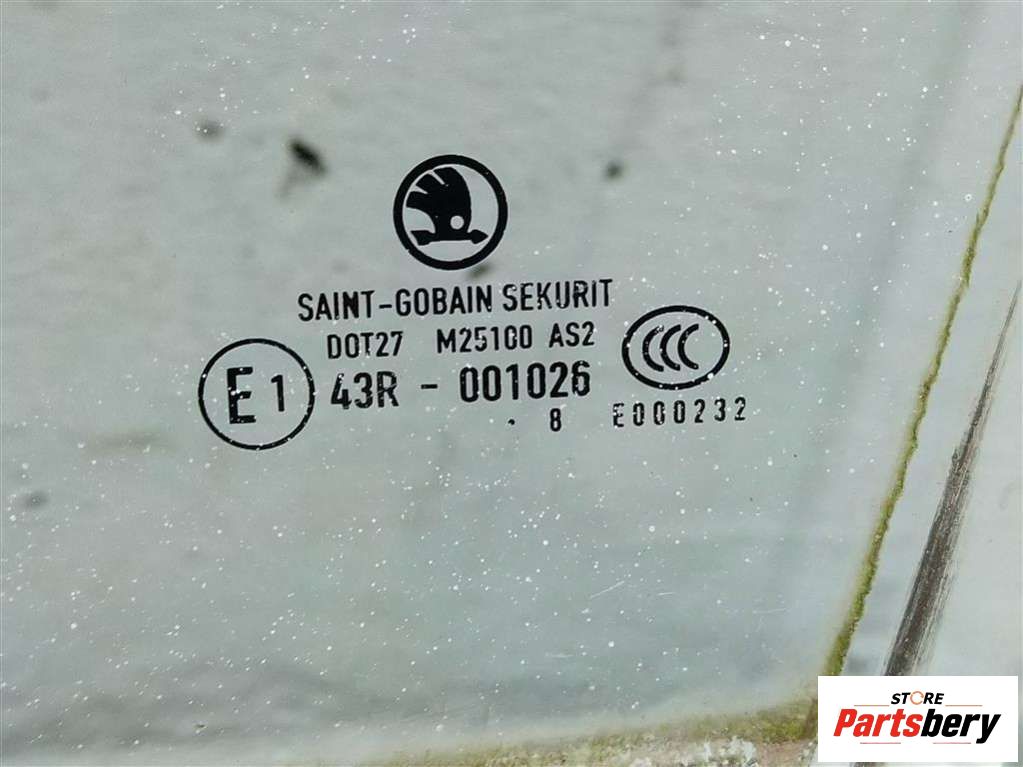 SAINT-GOBAIN SEKURIT
DOT27 M25100 AS2
CCC
E1 43R - 001026
. 8 E000232
STORE
Partsbery